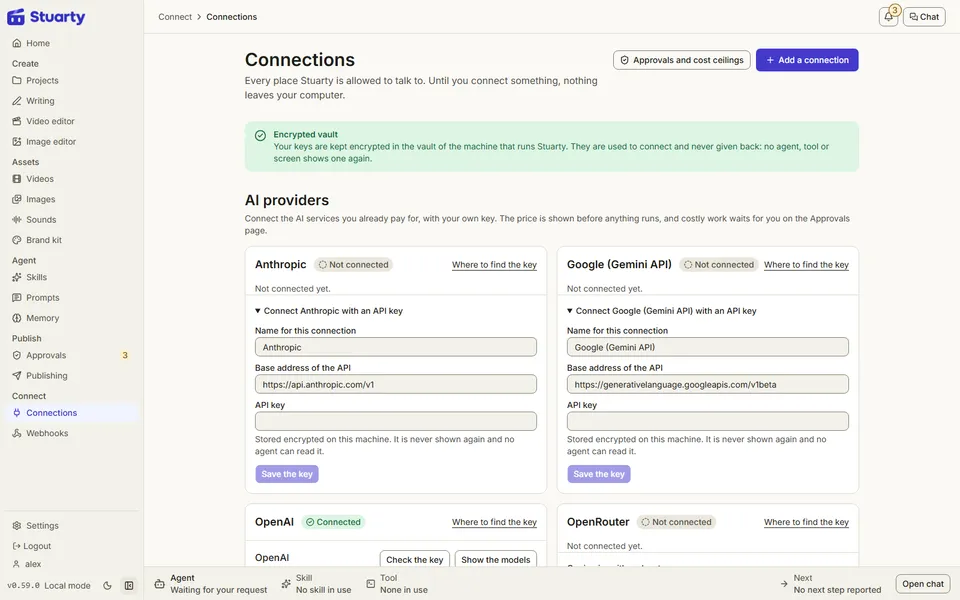 Stuarty
Home
Create
Projects
Writing
Video editor
Image editor
Assets
Videos
Images
Sounds
Brand kit
Agent
Skills
Prompts
Memory
Publish
Approvals 3
Publishing
Connect
Connections
Webhooks
Settings
Logout
alex
v0.59.0 Local mode
Connect > Connections
3
Chat
Connections
Every place Stuarty is allowed to talk to. Until you connect something, nothing
leaves your computer.
Approvals and cost ceilings
+ Add a connection
Encrypted vault
Your keys are kept encrypted in the vault of the machine that runs Stuarty. They are used to connect and never given back: no agent, tool or
screen shows one again.
AI providers
Connect the AI services you already pay for, with your own key. The price is shown before anything runs, and costly work waits for you on the Approvals
page.
Anthropic Not connected Where to find the key
Not connected yet.
Connect Anthropic with an API key
Name for this connection
Anthropic
Base address of the API
https://api.anthropic.com/v1
API key
Stored encrypted on this machine. It is never shown again and no
agent can read it.
Save the key
Google (Gemini API) Not connected Where to find the key
Not connected yet.
Connect Google (Gemini API) with an API key
Name for this connection
Google (Gemini API)
Base address of the API
https://generativelanguage.googleapis.com/v1beta
API key
Stored encrypted on this machine. It is never shown again and no
agent can read it.
Save the key
OpenAI Connected Where to find the key
OpenAI Check the key Show the models
OpenRouter Not connected Where to find the key
Not connected yet.
Agent
Waiting for your request
Skill
No skill in use
Tool
None in use
Next
No next step reported
Open chat